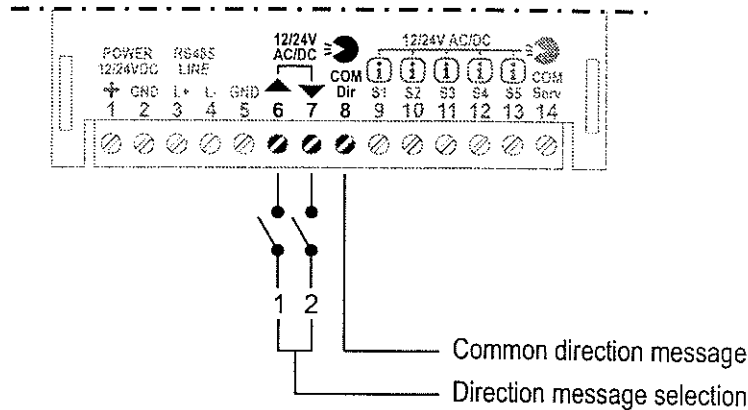 POWER 12/24VDC
RS485 LINE
12/24V AC/DC
COM Dir
12/24V AC/DC
COM Serv
+ GND L+ L- GND S1 S2 S3 S4 S5
i i i i i
1 2 3 4 5 6 7 8 9 10 11 12 13 14
1 2
Common direction message
Direction message selection